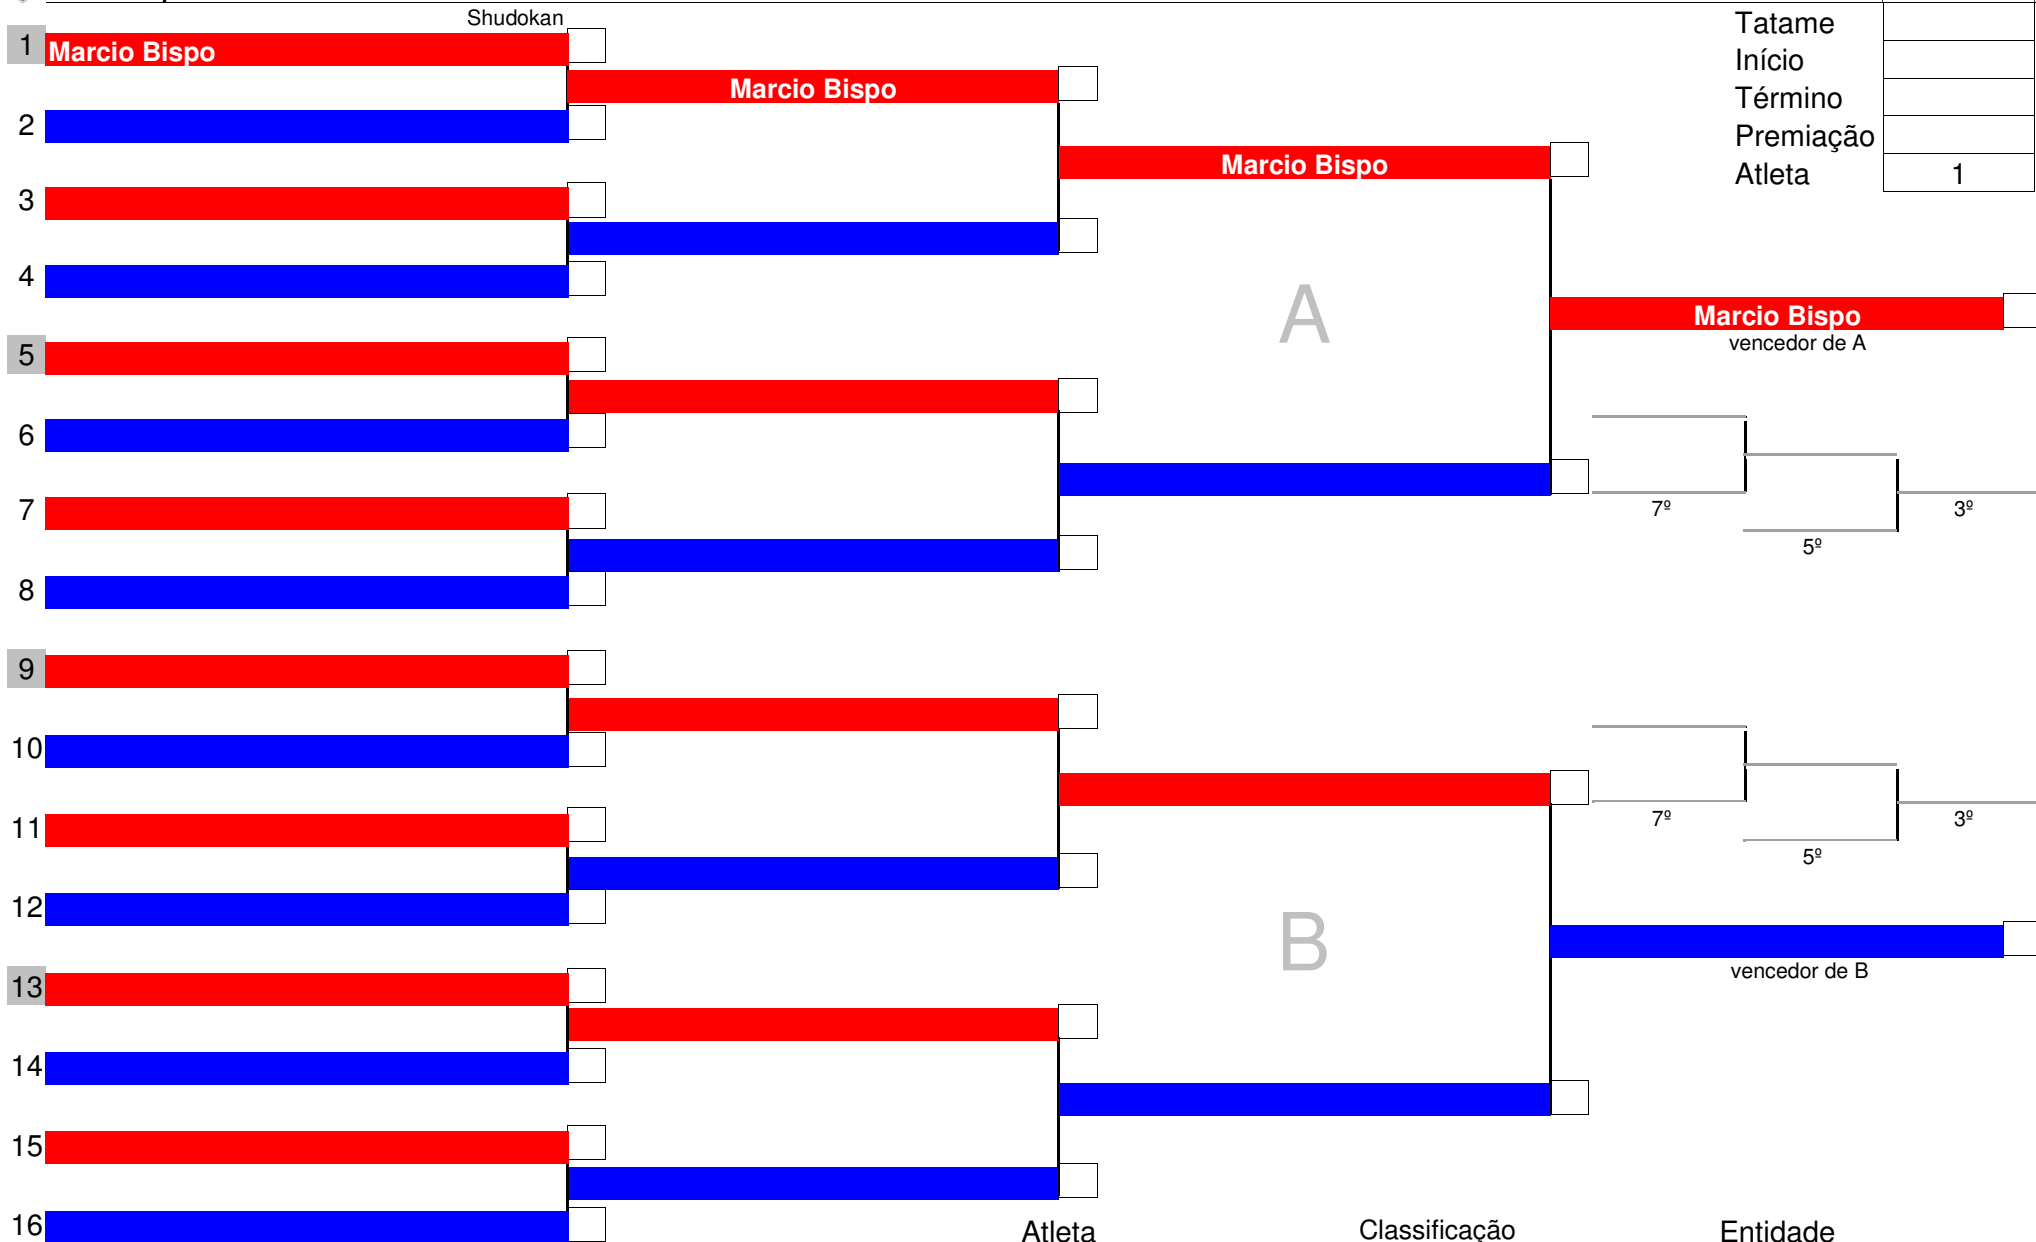 Shudokan
Tatame
1 Marcio Bispo
Início
Marcio Bispo
Término
2
Premiação
Marcio Bispo
Atleta 1
3
4
A
Marcio Bispo
vencedor de A
5
6
7
7º 3º
5º
8
9
10
11
7º 3º
5º
12
B
vencedor de B
13
14
15
16
Atleta Classificação Entidade